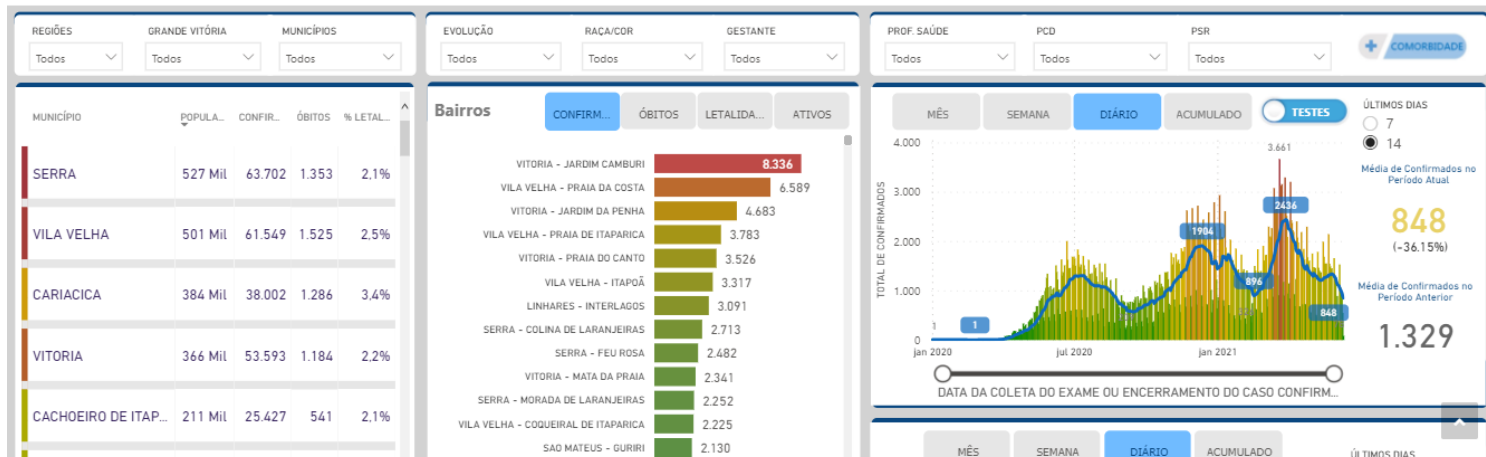 REGIÕES GRANDE VITÓRIA MUNICÍPIOS
Todos Todos Todos
EVOLUÇÃO RAÇA/COR GESTANTE
Todos Todos Todos
PROF. SAÚDE PCD PSR
Todos Todos Todos
COMORBIDADE
MUNICÍPIO POPULA... CONFIR... ÓBITOS % LETAL...
SERRA 527 Mil 63.702 1.353 2,1%
VILA VELHA 501 Mil 61.549 1.525 2,5%
CARIACICA 384 Mil 38.002 1.286 3,4%
VITORIA 366 Mil 53.593 1.184 2,2%
CACHOEIRO DE ITAP... 211 Mil 25.427 541 2,1%
Bairros
CONFIRM... ÓBITOS LETALIDA... ATIVOS
VITORIA - JARDIM CAMBURI 8.336
VILA VELHA - PRAIA DA COSTA 6.589
VITORIA - JARDIM DA PENHA 4.683
VILA VELHA - PRAIA DE ITAPARICA 3.783
VITORIA - PRAIA DO CANTO 3.526
VILA VELHA - ITAPOÃ 3.317
LINHARES - INTERLAGOS 3.091
SERRA - COLINA DE LARANJEIRAS 2.713
SERRA - FEU ROSA 2.482
VITORIA - MATA DA PRAIA 2.341
SERRA - MORADA DE LARANJEIRAS 2.252
VILA VELHA - COQUEIRAL DE ITAPARICA 2.225
SAO MATEUS - GURIRI 2.130
MÊS SEMANA DIÁRIO ACUMULADO TESTES
ÚLTIMOS DIAS
7
14
TOTAL DE CONFIRMADOS
4.000
3.000
2.000
1.000
0
3.661
2436
1904
896
848
1
1
jan 2020 jul 2020 jan 2021
DATA DA COLETA DO EXAME OU ENCERRAMENTO DO CASO CONFIRM...
Média de Confirmados no
Período Atual
848
(-36.15%)
Média de Confirmados no
Período Anterior
1.329
MÊS SEMANA DIÁRIO ACUMULADO
ÚLTIMOS DIAS